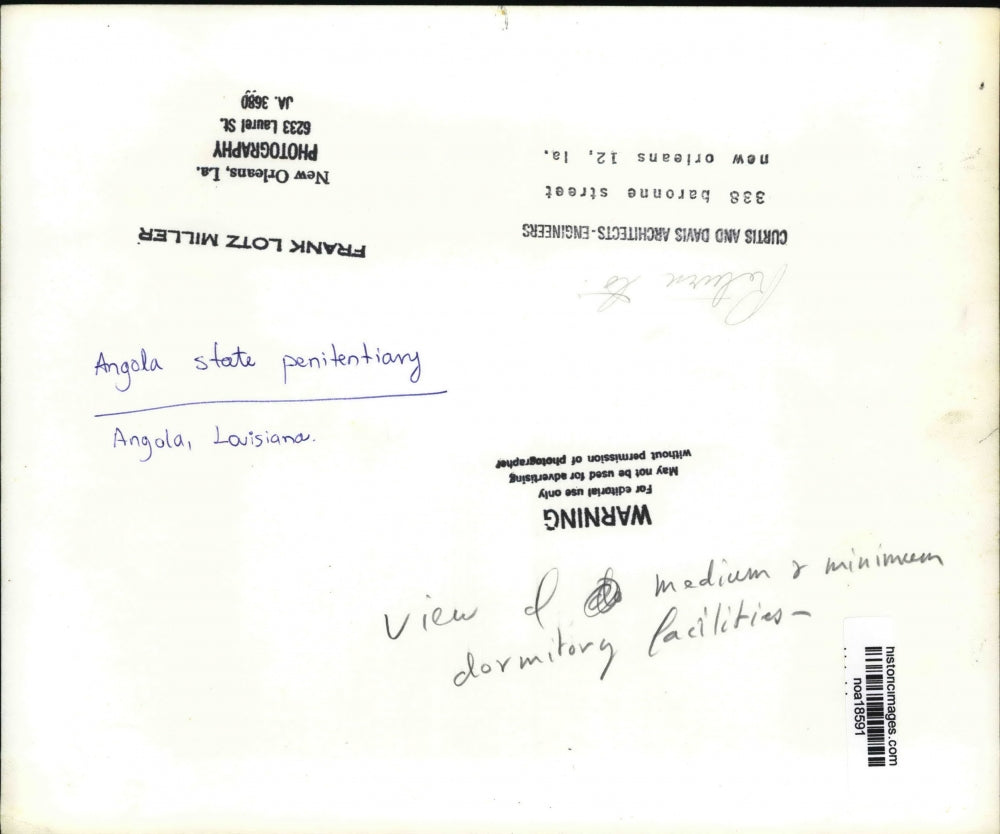 JA. 3680
6233 Laurel St.
PHOTOGRAPHY
New Orleans, La.
FRANK LOTZ MILLER
Return to
CURTIS AND DAVIS ARCHITECTS-ENGINEERS
338 baronne street
new orleans 12, la.
Angola state penitentiary
Angola, Louisiana.
WARNING
For editorial use only
May not be used for advertising
without permission of photographer
view of medium & minimum
dormitory facilities-
historicimages.com
noa18591